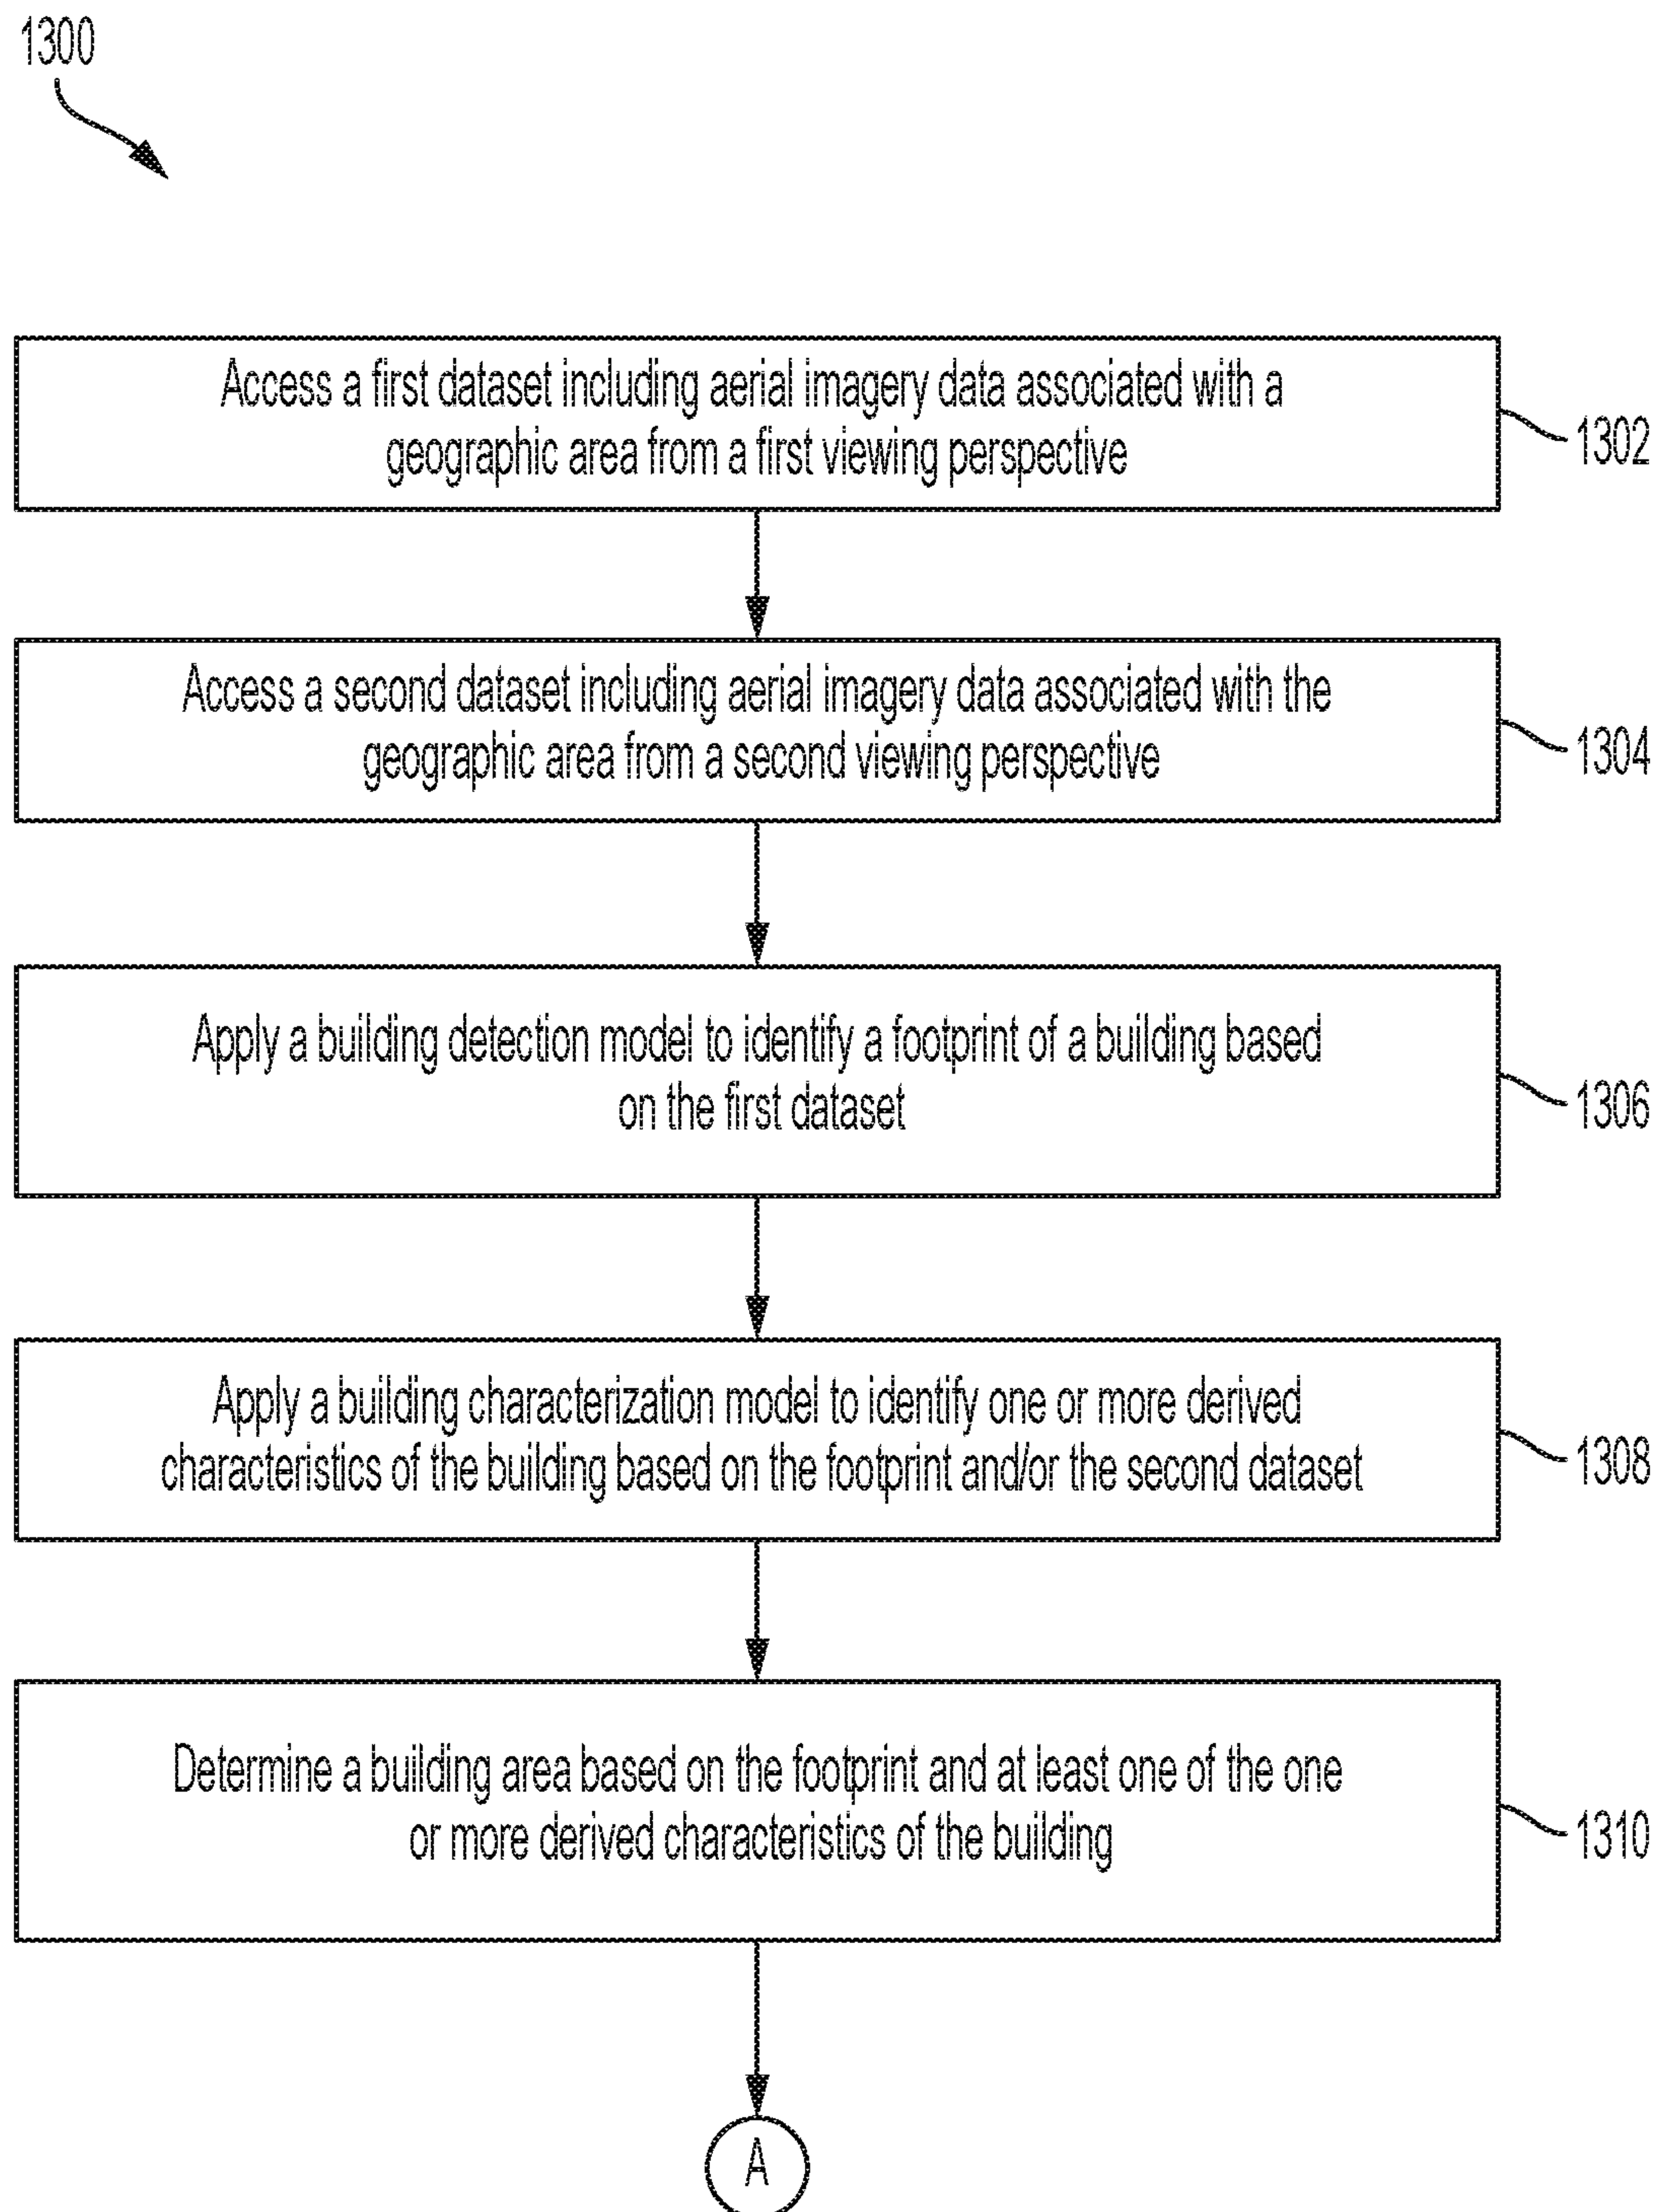 1300
Access a first dataset including aerial imagery data associated with a
geographic area from a first viewing perspective
1302
Access a second dataset including aerial imagery data associated with the
geographic area from a second viewing perspective
1304
Apply a building detection model to identify a footprint of a building based
on the first dataset
1306
Apply a building characterization model to identify one or more derived
characteristics of the building based on the footprint and/or the second dataset
1308
Determine a building area based on the footprint and at least one of the one
or more derived characteristics of the building
1310
A